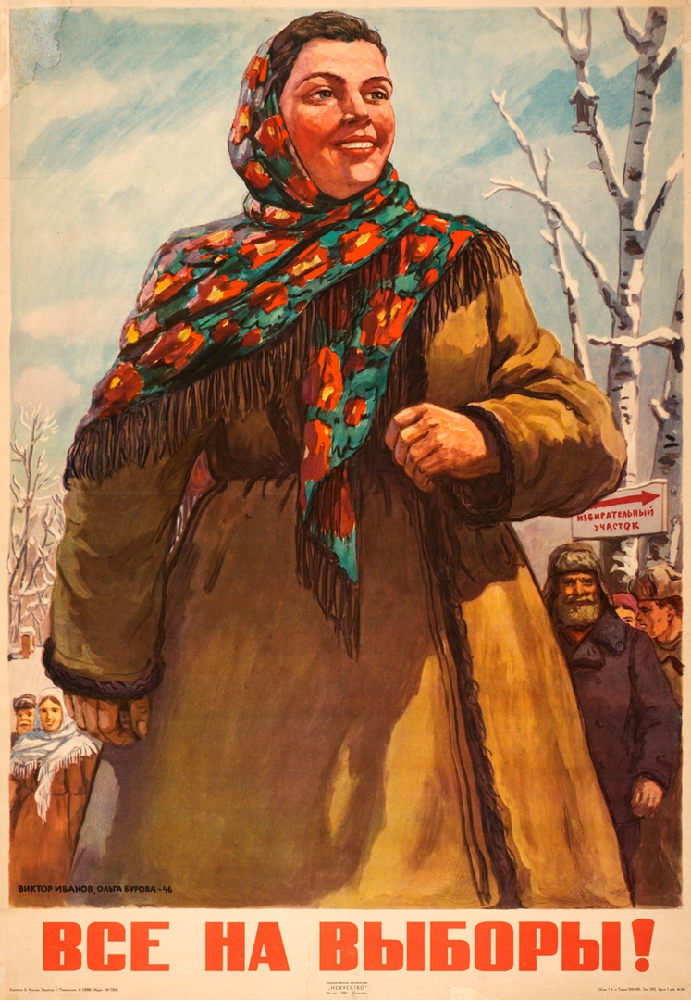 ИЗБИРАТЕЛЬНЫЙ
УЧАСТОК
ВИКТОР ИВАНОВ, ОЛЬГА БУРОВА - 46
ВСЕ НА ВЫБОРЫ!
"ИСКУССТВО"